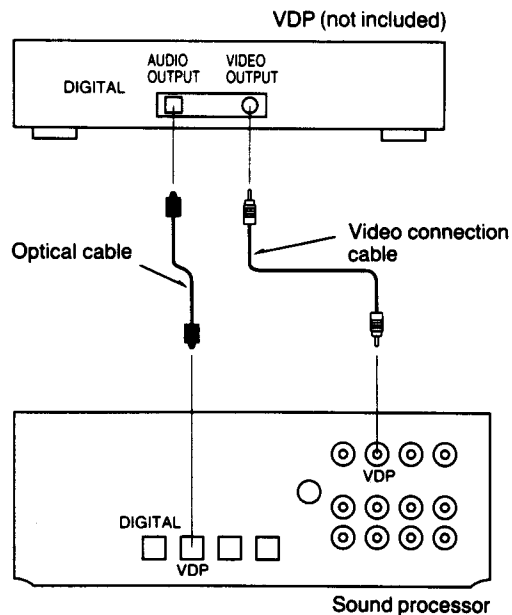 VDP (not included)
AUDIO OUTPUT
VIDEO OUTPUT
DIGITAL
Optical cable
Video connection cable
VDP
DIGITAL
VDP
Sound processor